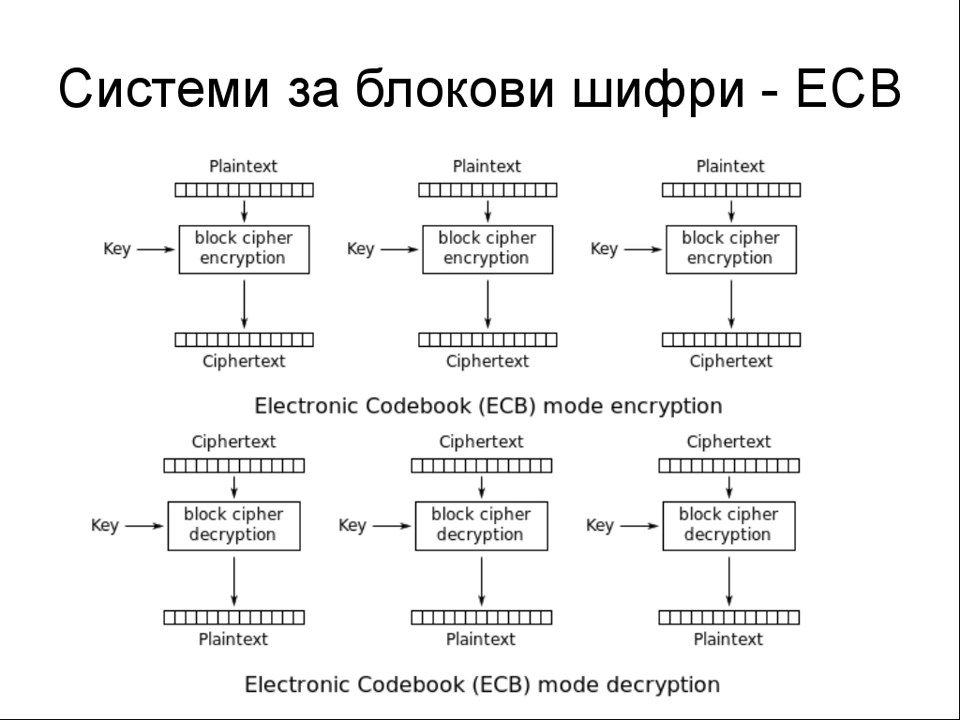 Системи за блокови шифри - ECB
Plaintext Plaintext Plaintext
Key block cipher encryption Key block cipher encryption Key block cipher encryption
Ciphertext Ciphertext Ciphertext
Electronic Codebook (ECB) mode encryption
Ciphertext Ciphertext Ciphertext
Key block cipher decryption Key block cipher decryption Key block cipher decryption
Plaintext Plaintext Plaintext
Electronic Codebook (ECB) mode decryption